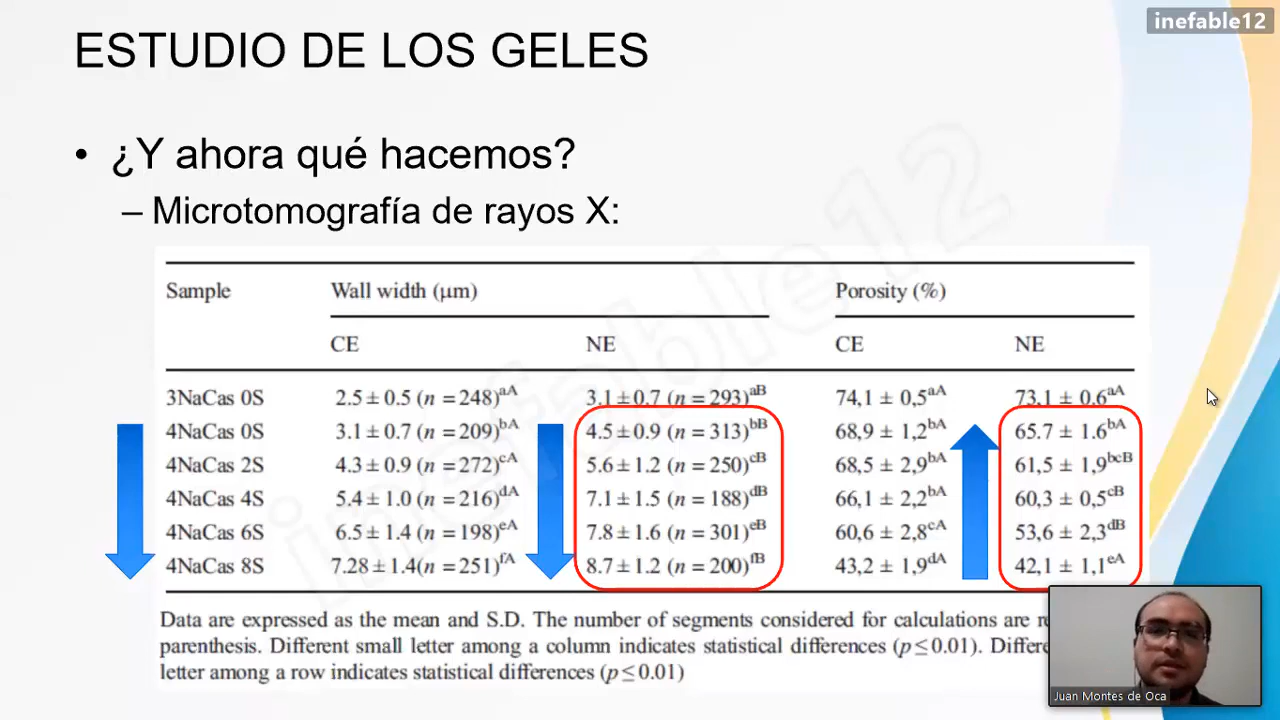 inefable12
ESTUDIO DE LOS GELES
• ¿Y ahora qué hacemos?
– Microtomografía de rayos X:
Sample Wall width (μm) Porosity (%)
CE NE CE NE
3NaCas 0S 2.5 ± 0.5 (n = 248)aA 3.1 ± 0.7 (n = 293)aB 74,1 ± 0,5aA 73,1 ± 0,6aA
4NaCas 0S 3.1 ± 0.7 (n = 209)bA 4.5 ± 0.9 (n = 313)bB 68,9 ± 1,2bA 65.7 ± 1.6bA
4NaCas 2S 4.3 ± 0.9 (n = 272)cA 5.6 ± 1.2 (n = 250)cB 68,5 ± 2,9bA 61,5 ± 1,9bcB
4NaCas 4S 5.4 ± 1.0 (n = 216)dA 7.1 ± 1.5 (n = 188)dB 66,1 ± 2,2bA 60,3 ± 0,5cB
4NaCas 6S 6.5 ± 1.4 (n = 198)eA 7.8 ± 1.6 (n = 301)eB 60,6 ± 2,8cA 53,6 ± 2,3dB
4NaCas 8S 7.28 ± 1.4(n = 251)fA 8.7 ± 1.2 (n = 200)fB 43,2 ± 1,9dA 42,1 ± 1,1eA
Data are expressed as the mean and S.D. The number of segments considered for calculations are
parenthesis. Different small letter among a column indicates statistical differences (p ≤ 0.01).
letter among a row indicates statistical differences (p ≤ 0.01)
inefable12
Juan Montes de Oca